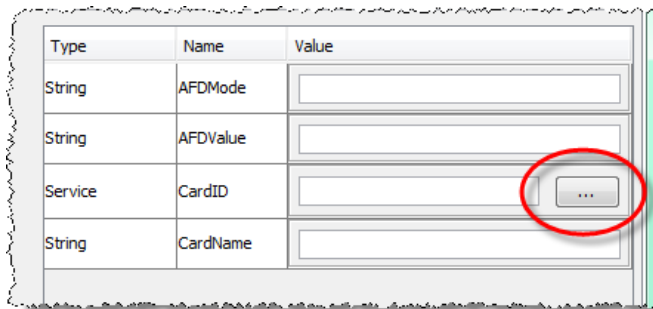 Type Name Value
String AFDMode
String AFDValue
Service CardID ...
String CardName